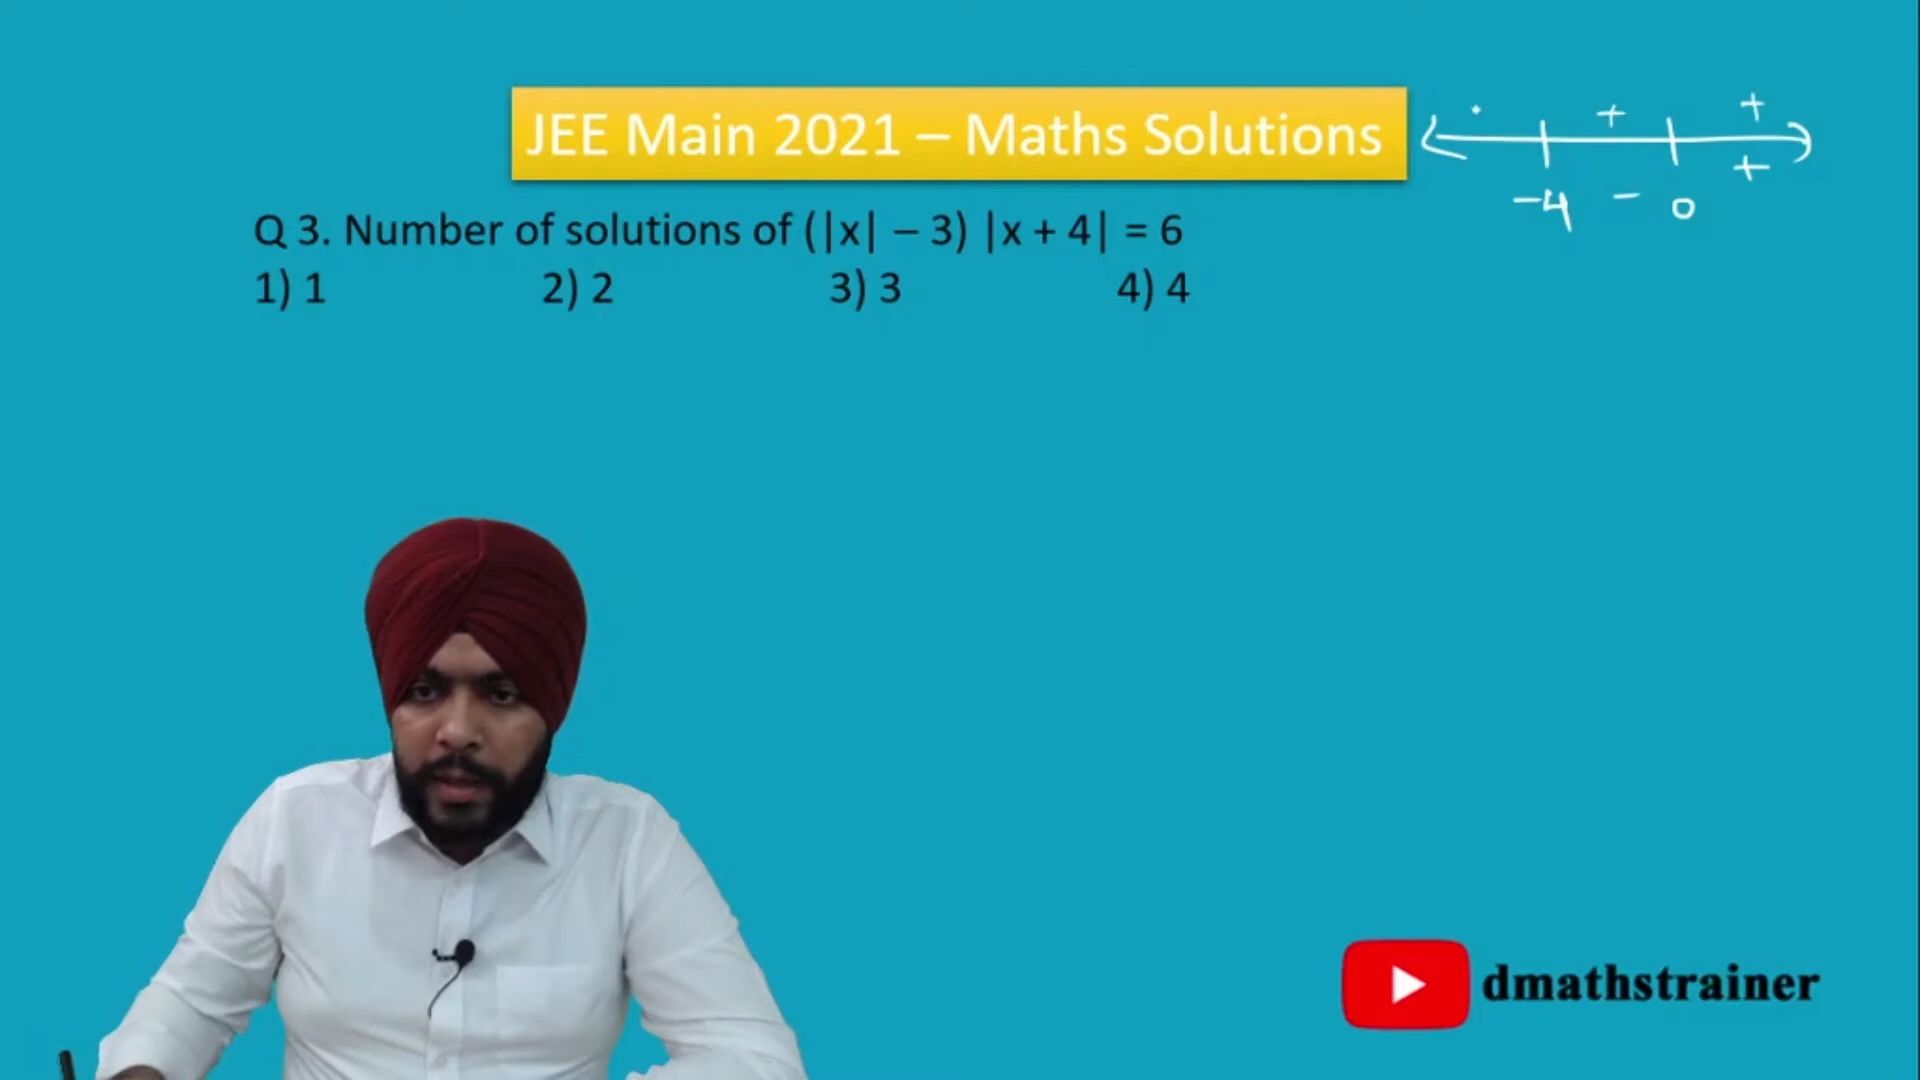 JEE Main 2021 – Maths Solutions
+ +
+
-4 - 0
Q 3. Number of solutions of (|x| – 3) |x + 4| = 6
1) 1 2) 2 3) 3 4) 4
dmathstrainer